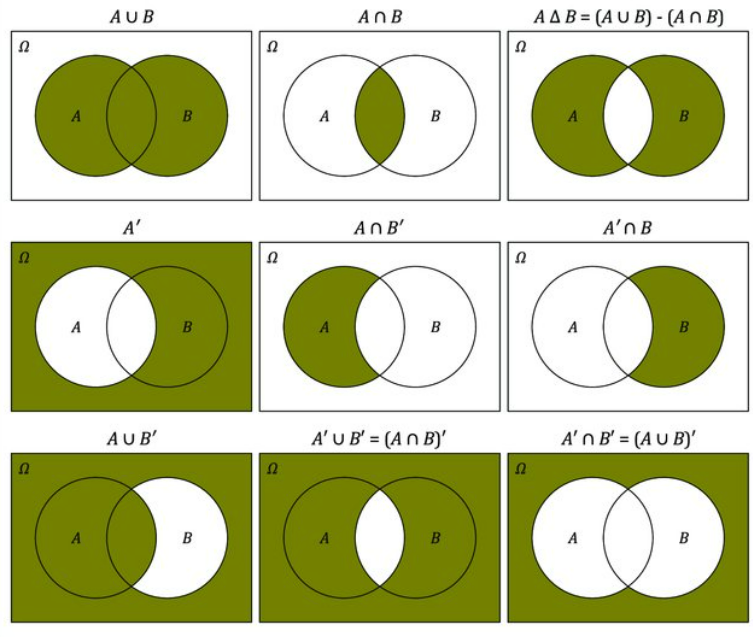 A ∪ B
A ∩ B
A Δ B = (A ∪ B) - (A ∩ B)
Ω
A
B
Ω
A
B
Ω
A
B
A′
A ∩ B′
A′ ∩ B
Ω
A
B
Ω
A
B
Ω
A
B
A ∪ B′
A′ ∪ B′ = (A ∩ B)′
A′ ∩ B′ = (A ∪ B)′
Ω
A
B
Ω
A
B
Ω
A
B